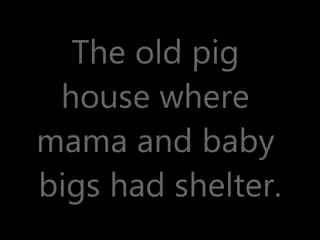 The old pig
house where
mama and baby
bigs had shelter.